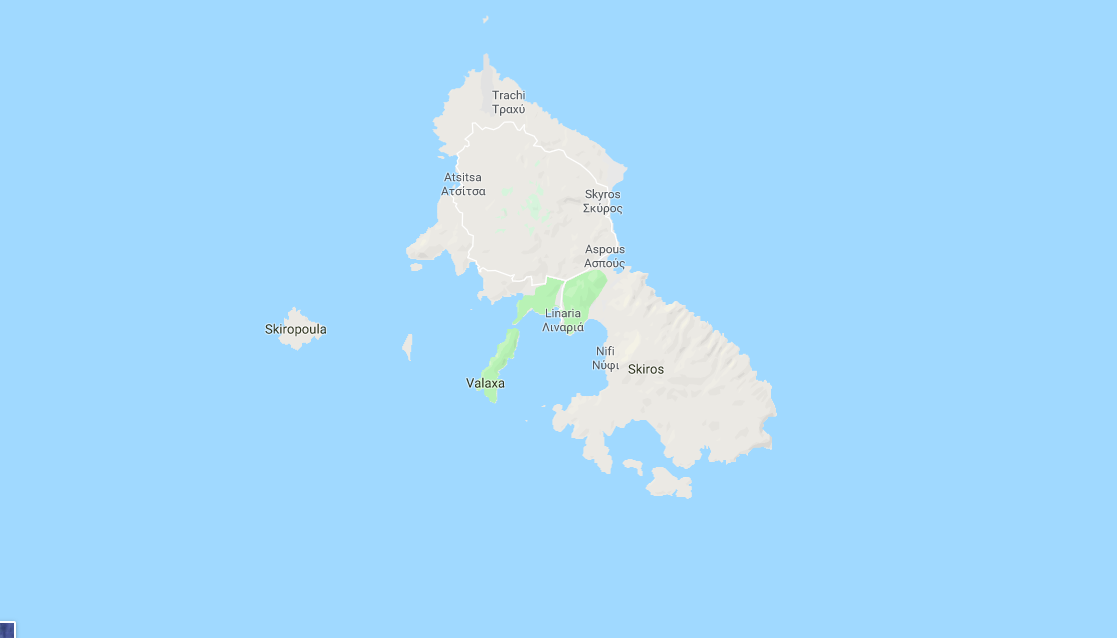 Trachi
Τραχύ
Atsitsa
Ατσίτσα
Skyros
Σκύρος
Aspous
Ασπούς
Linaria
Λιναριά
Skiropoula
Nifi
Νύφι
Skiros
Valaxa